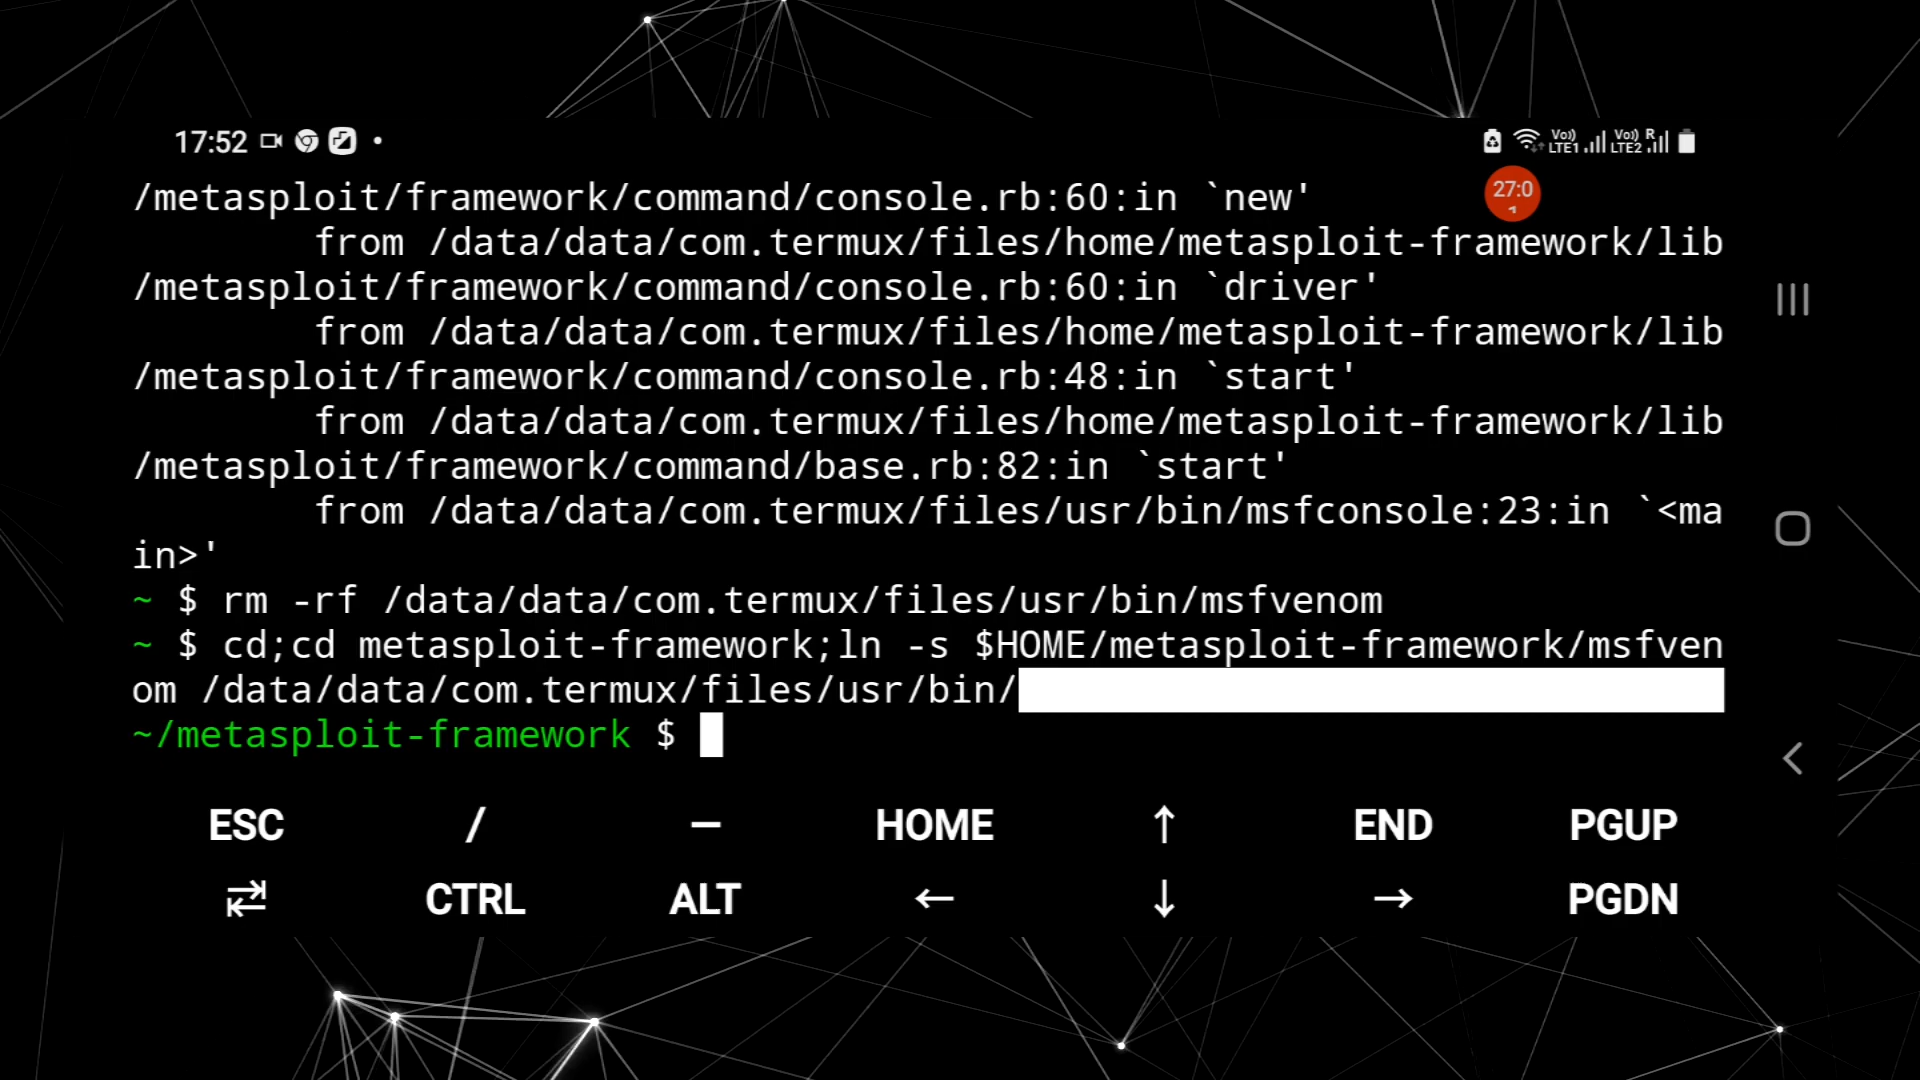 17:52
Vo)) LTE1 Vo)) R LTE2
27:0
1
/metasploit/framework/command/console.rb:60:in `new'
from /data/data/com.termux/files/home/metasploit-framework/lib
/metasploit/framework/command/console.rb:60:in `driver'
from /data/data/com.termux/files/home/metasploit-framework/lib
/metasploit/framework/command/console.rb:48:in `start'
from /data/data/com.termux/files/home/metasploit-framework/lib
/metasploit/framework/command/base.rb:82:in `start'
from /data/data/com.termux/files/usr/bin/msfconsole:23:in `<ma
in>'
~ $ rm -rf /data/data/com.termux/files/usr/bin/msfvenom
~ $ cd;cd metasploit-framework;ln -s $HOME/metasploit-framework/msfven
om /data/data/com.termux/files/usr/bin/
~/metasploit-framework $
ESC / — HOME ↑ END PGUP
⇄ CTRL ALT ← ↓ → PGDN